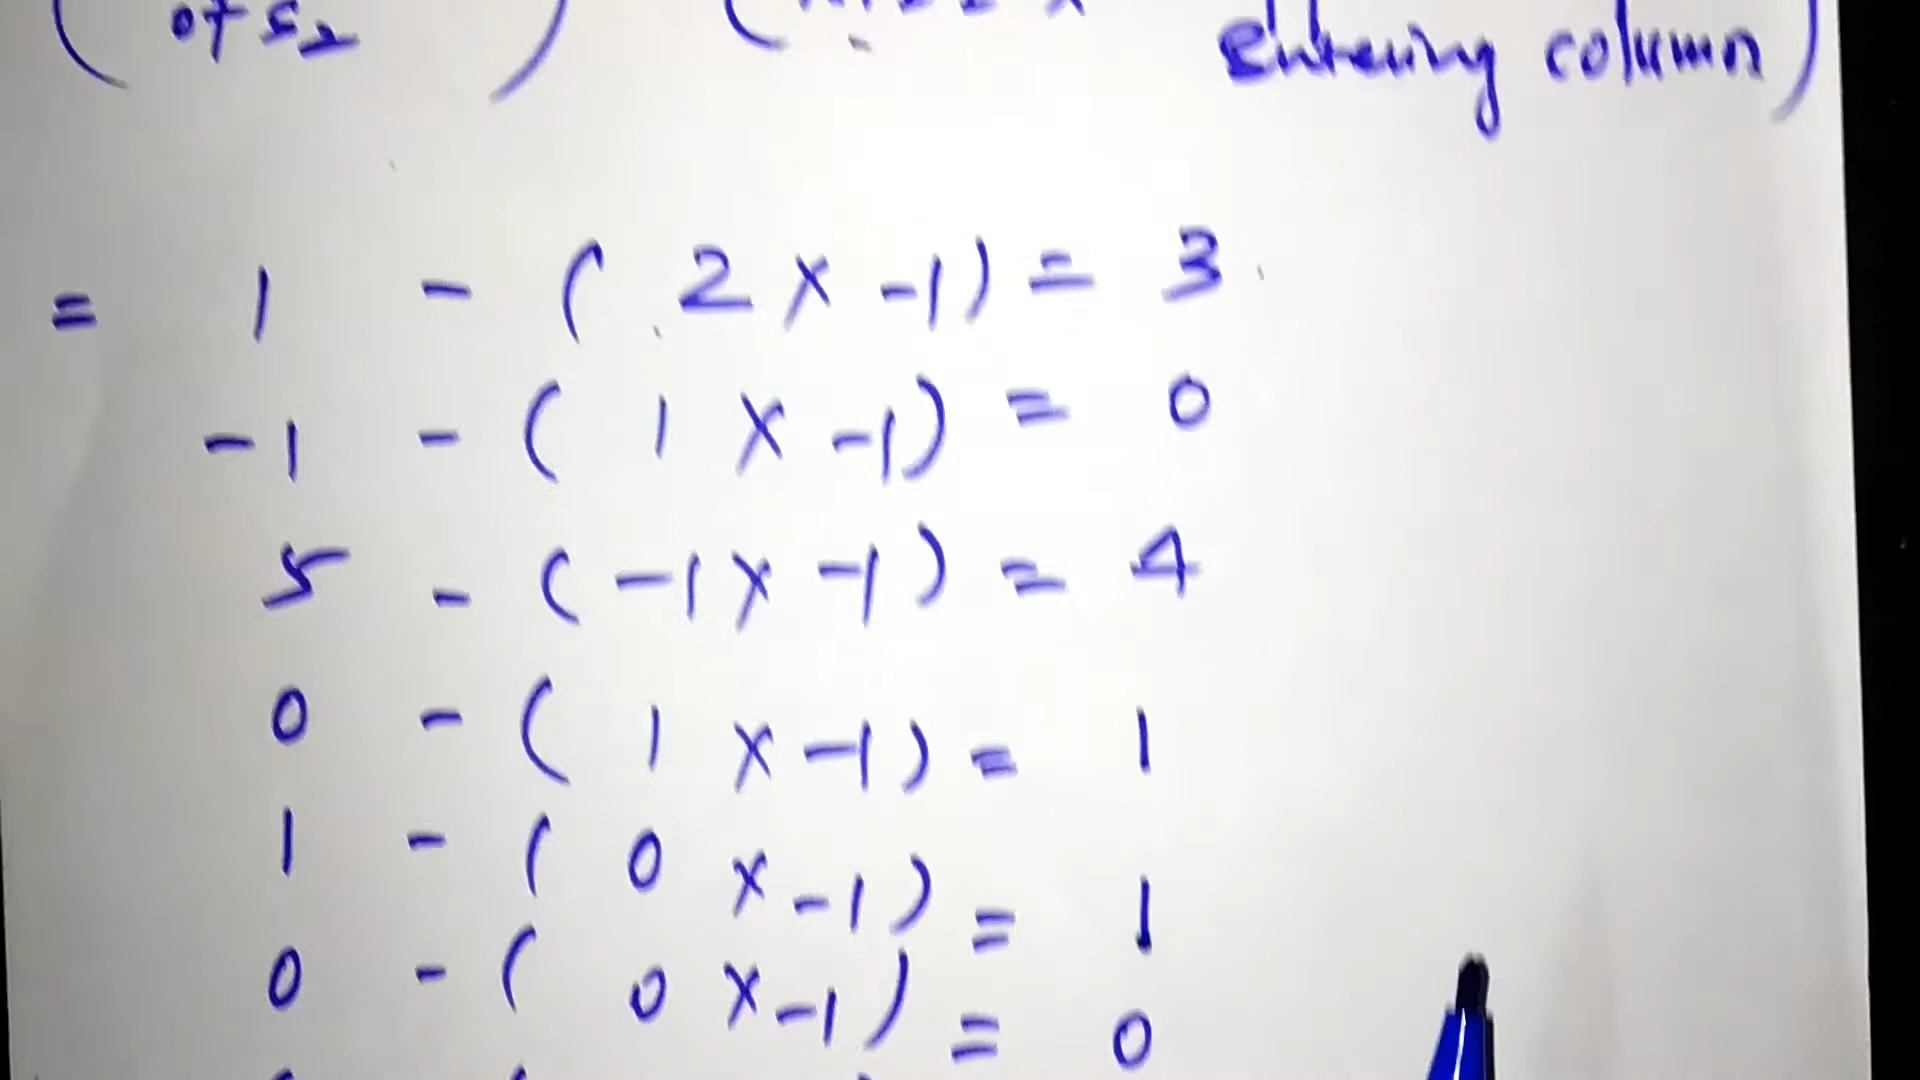 ( of S2 ) ( entering column)
= 1 - ( 2 x -1) = 3
-1 - ( 1 x -1) = 0
5 - ( -1 x -1) = 4
0 - ( 1 x -1) = 1
1 - ( 0 x -1) = 1
0 - ( 0 x -1) = 0